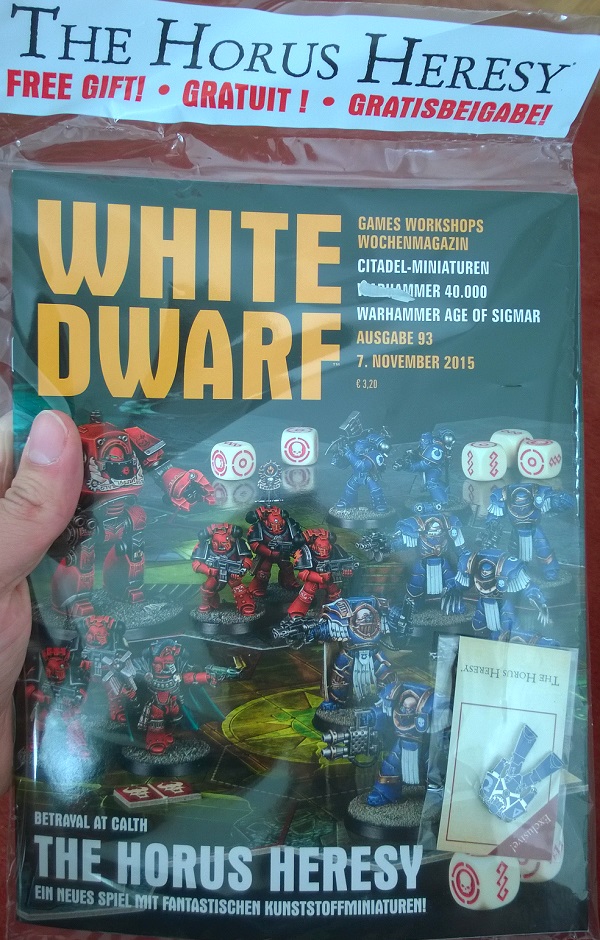 THE HORUS HERESY
FREE GIFT! • GRATUIT ! • GRATISBEIGABE!
WHITE
DWARF
GAMES WORKSHOPS
WOCHENMAGAZIN
CITADEL-MINIATUREN
WARHAMMER 40.000
WARHAMMER AGE OF SIGMAR
AUSGABE 93
7. NOVEMBER 2015
€ 3,20
THE HORUS HERESY
Exclusive!
BETRAYAL AT CALTH
THE HORUS HERESY
EIN NEUES SPIEL MIT FANTASTISCHEN KUNSTSTOFFMINIATUREN!